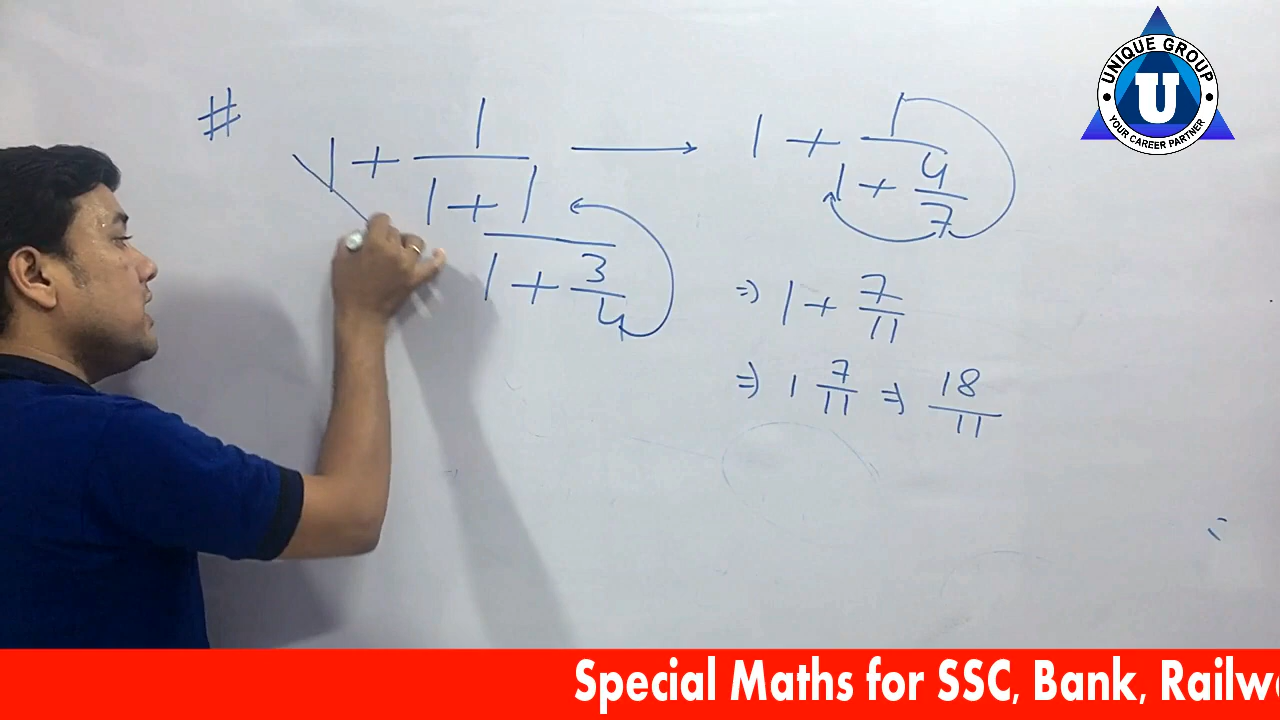 UNIQUE GROUP
U
YOUR CAREER PARTNER
#
1 + 1/(1 + 1/(1 + 3/4)) → 1 + 1/(1 + 4/7)
⇒ 1 + 7/11
⇒ 1 7/11 ⇒ 18/11
Special Maths for SSC, Bank, Railw